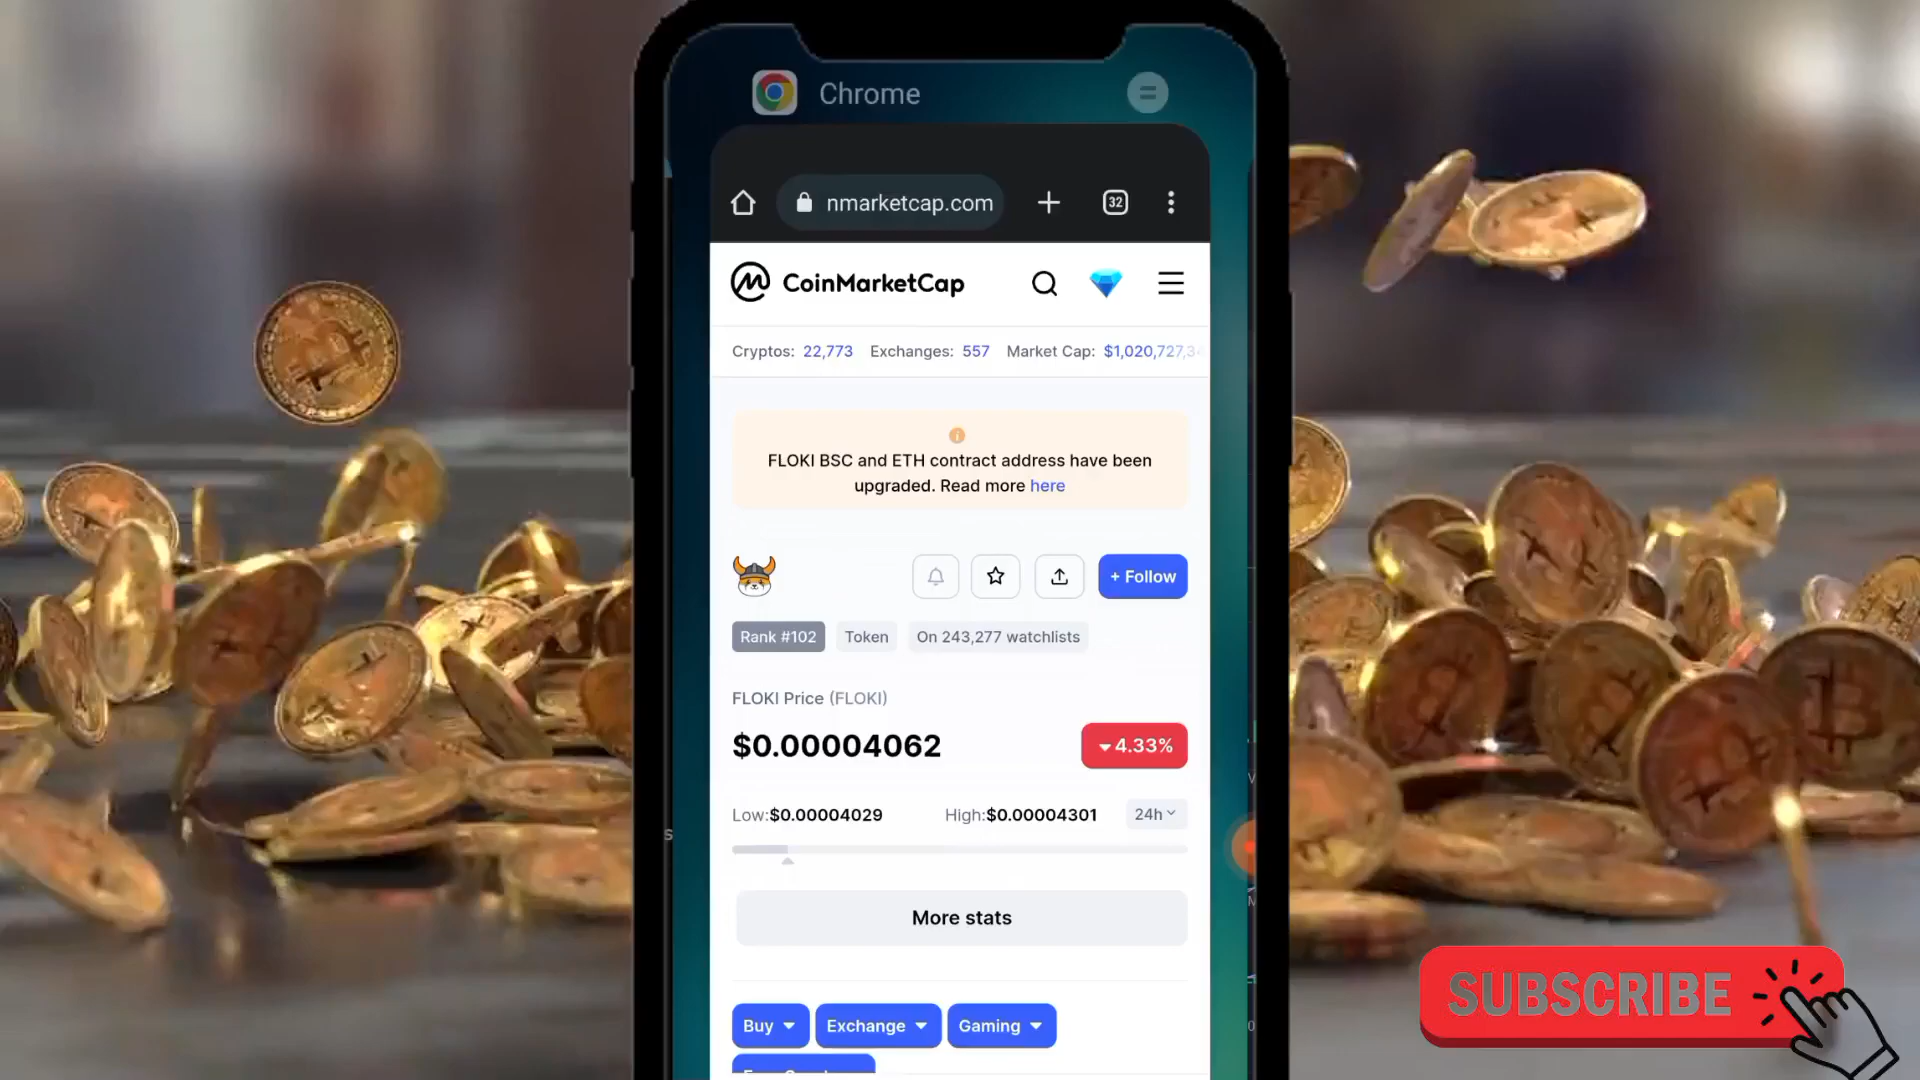 Chrome
nmarketcap.com
32
CoinMarketCap
Cryptos: 22,773 Exchanges: 557 Market Cap: $1,020,727,34
FLOKI BSC and ETH contract address have been
upgraded. Read more here
+ Follow
Rank #102 Token On 243,277 watchlists
FLOKI Price (FLOKI)
$0.00004062
4.33%
Low:$0.00004029 High:$0.00004301 24h
More stats
Buy Exchange Gaming
SUBSCRIBE